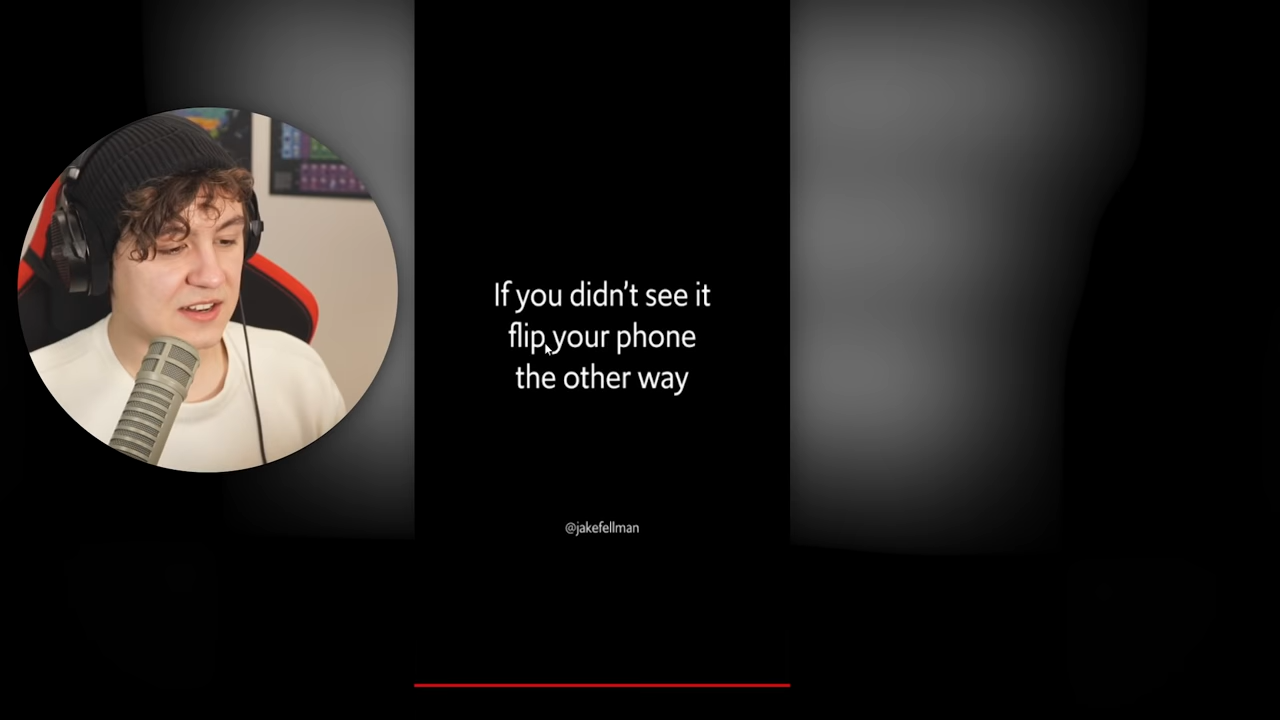 If you didn’t see it
flip your phone
the other way
@jakefellman